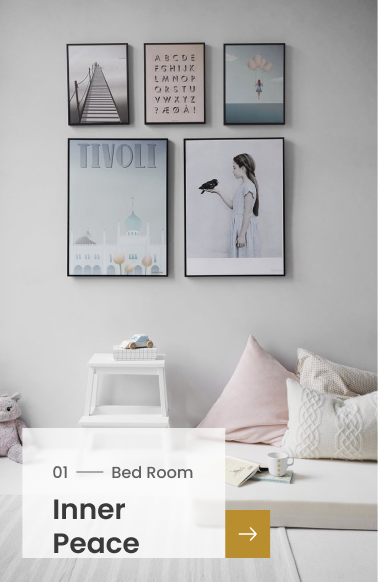 A B C D E
F G H I J K
L M N O P
Q R S T U
V W X Y Z
? Æ Ø Å !
TIVOLI
01 — Bed Room
Inner
Peace